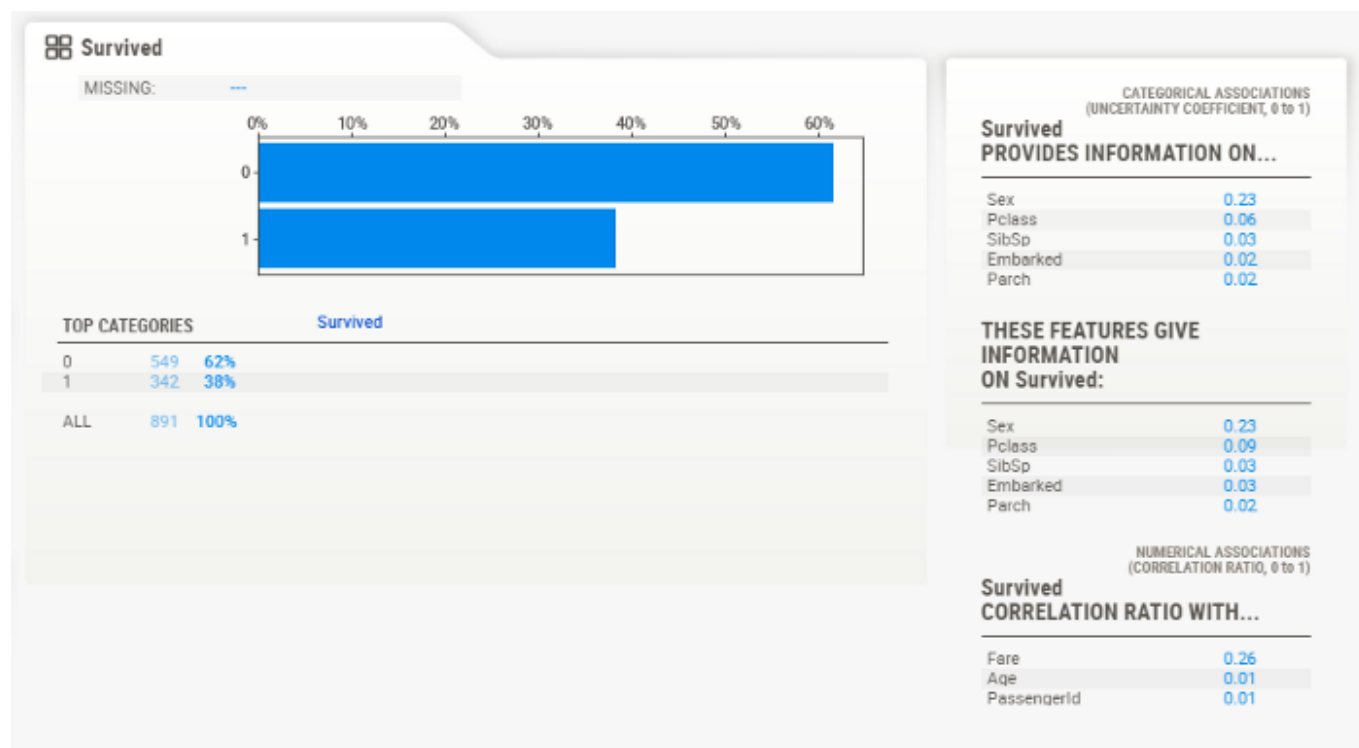 Survived
MISSING: ---
0% 10% 20% 30% 40% 50% 60%
0
1
TOP CATEGORIES Survived
0 549 62%
1 342 38%
ALL 891 100%
CATEGORICAL ASSOCIATIONS
(UNCERTAINTY COEFFICIENT, 0 to 1)
Survived
PROVIDES INFORMATION ON...
Sex 0.23
Pclass 0.06
SibSp 0.03
Embarked 0.02
Parch 0.02
THESE FEATURES GIVE
INFORMATION
ON Survived:
Sex 0.23
Pclass 0.09
SibSp 0.03
Embarked 0.03
Parch 0.02
NUMERICAL ASSOCIATIONS
(CORRELATION RATIO, 0 to 1)
Survived
CORRELATION RATIO WITH...
Fare 0.26
Age 0.01
PassengerId 0.01